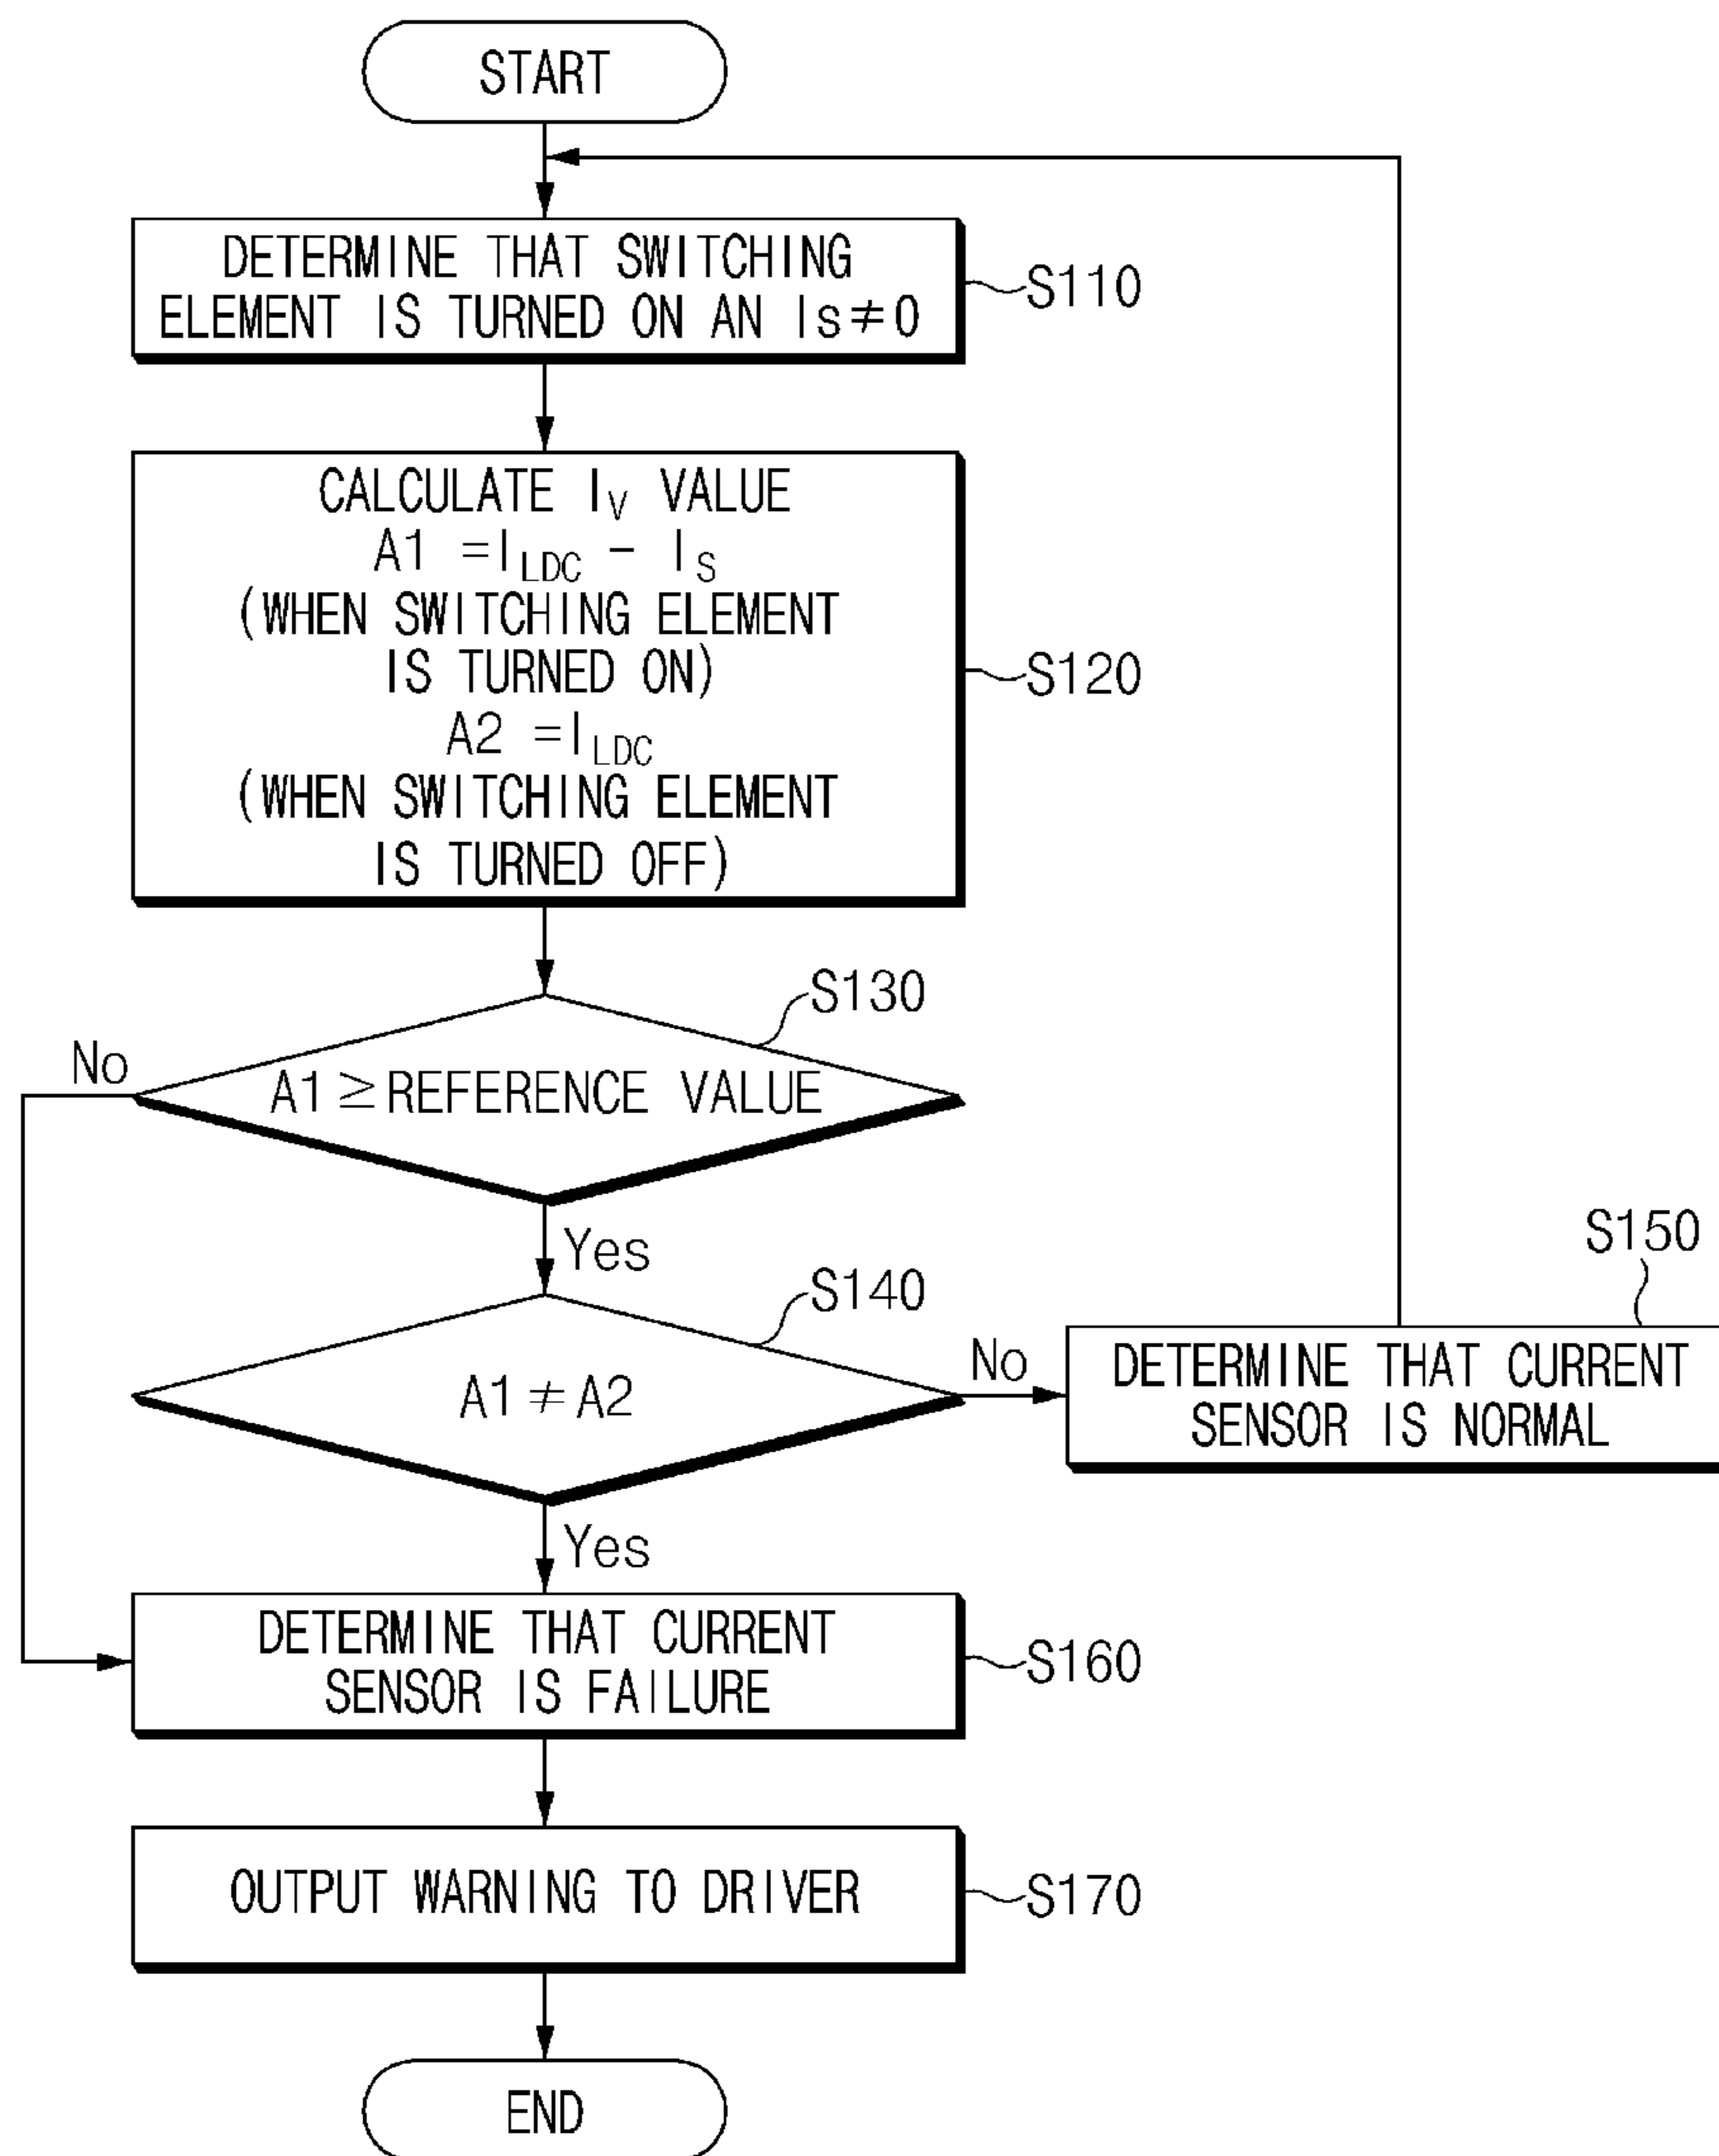 START
DETERMINE THAT SWITCHING
ELEMENT IS TURNED ON AN Is≠0
S110
CALCULATE IV VALUE
A1 =ILDC - IS
(WHEN SWITCHING ELEMENT
IS TURNED ON)
A2 =ILDC
(WHEN SWITCHING ELEMENT
IS TURNED OFF)
S120
S130
No
A1≥REFERENCE VALUE
Yes
S140
A1≠A2
No
S150
DETERMINE THAT CURRENT
SENSOR IS NORMAL
Yes
DETERMINE THAT CURRENT
SENSOR IS FAILURE
S160
OUTPUT WARNING TO DRIVER
S170
END